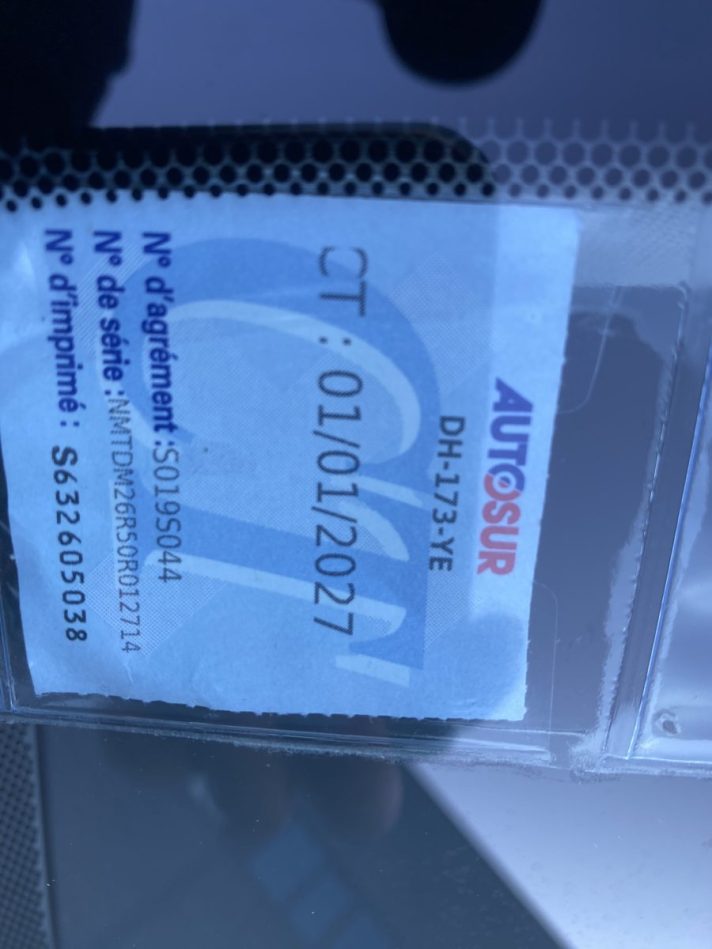 AUTOSUR
DH-173-YE
CT : 01/01/2027
N° d'agrément :S019S044
N° de série :NMTDM26R50R012714
N° d'imprimé : S632605038